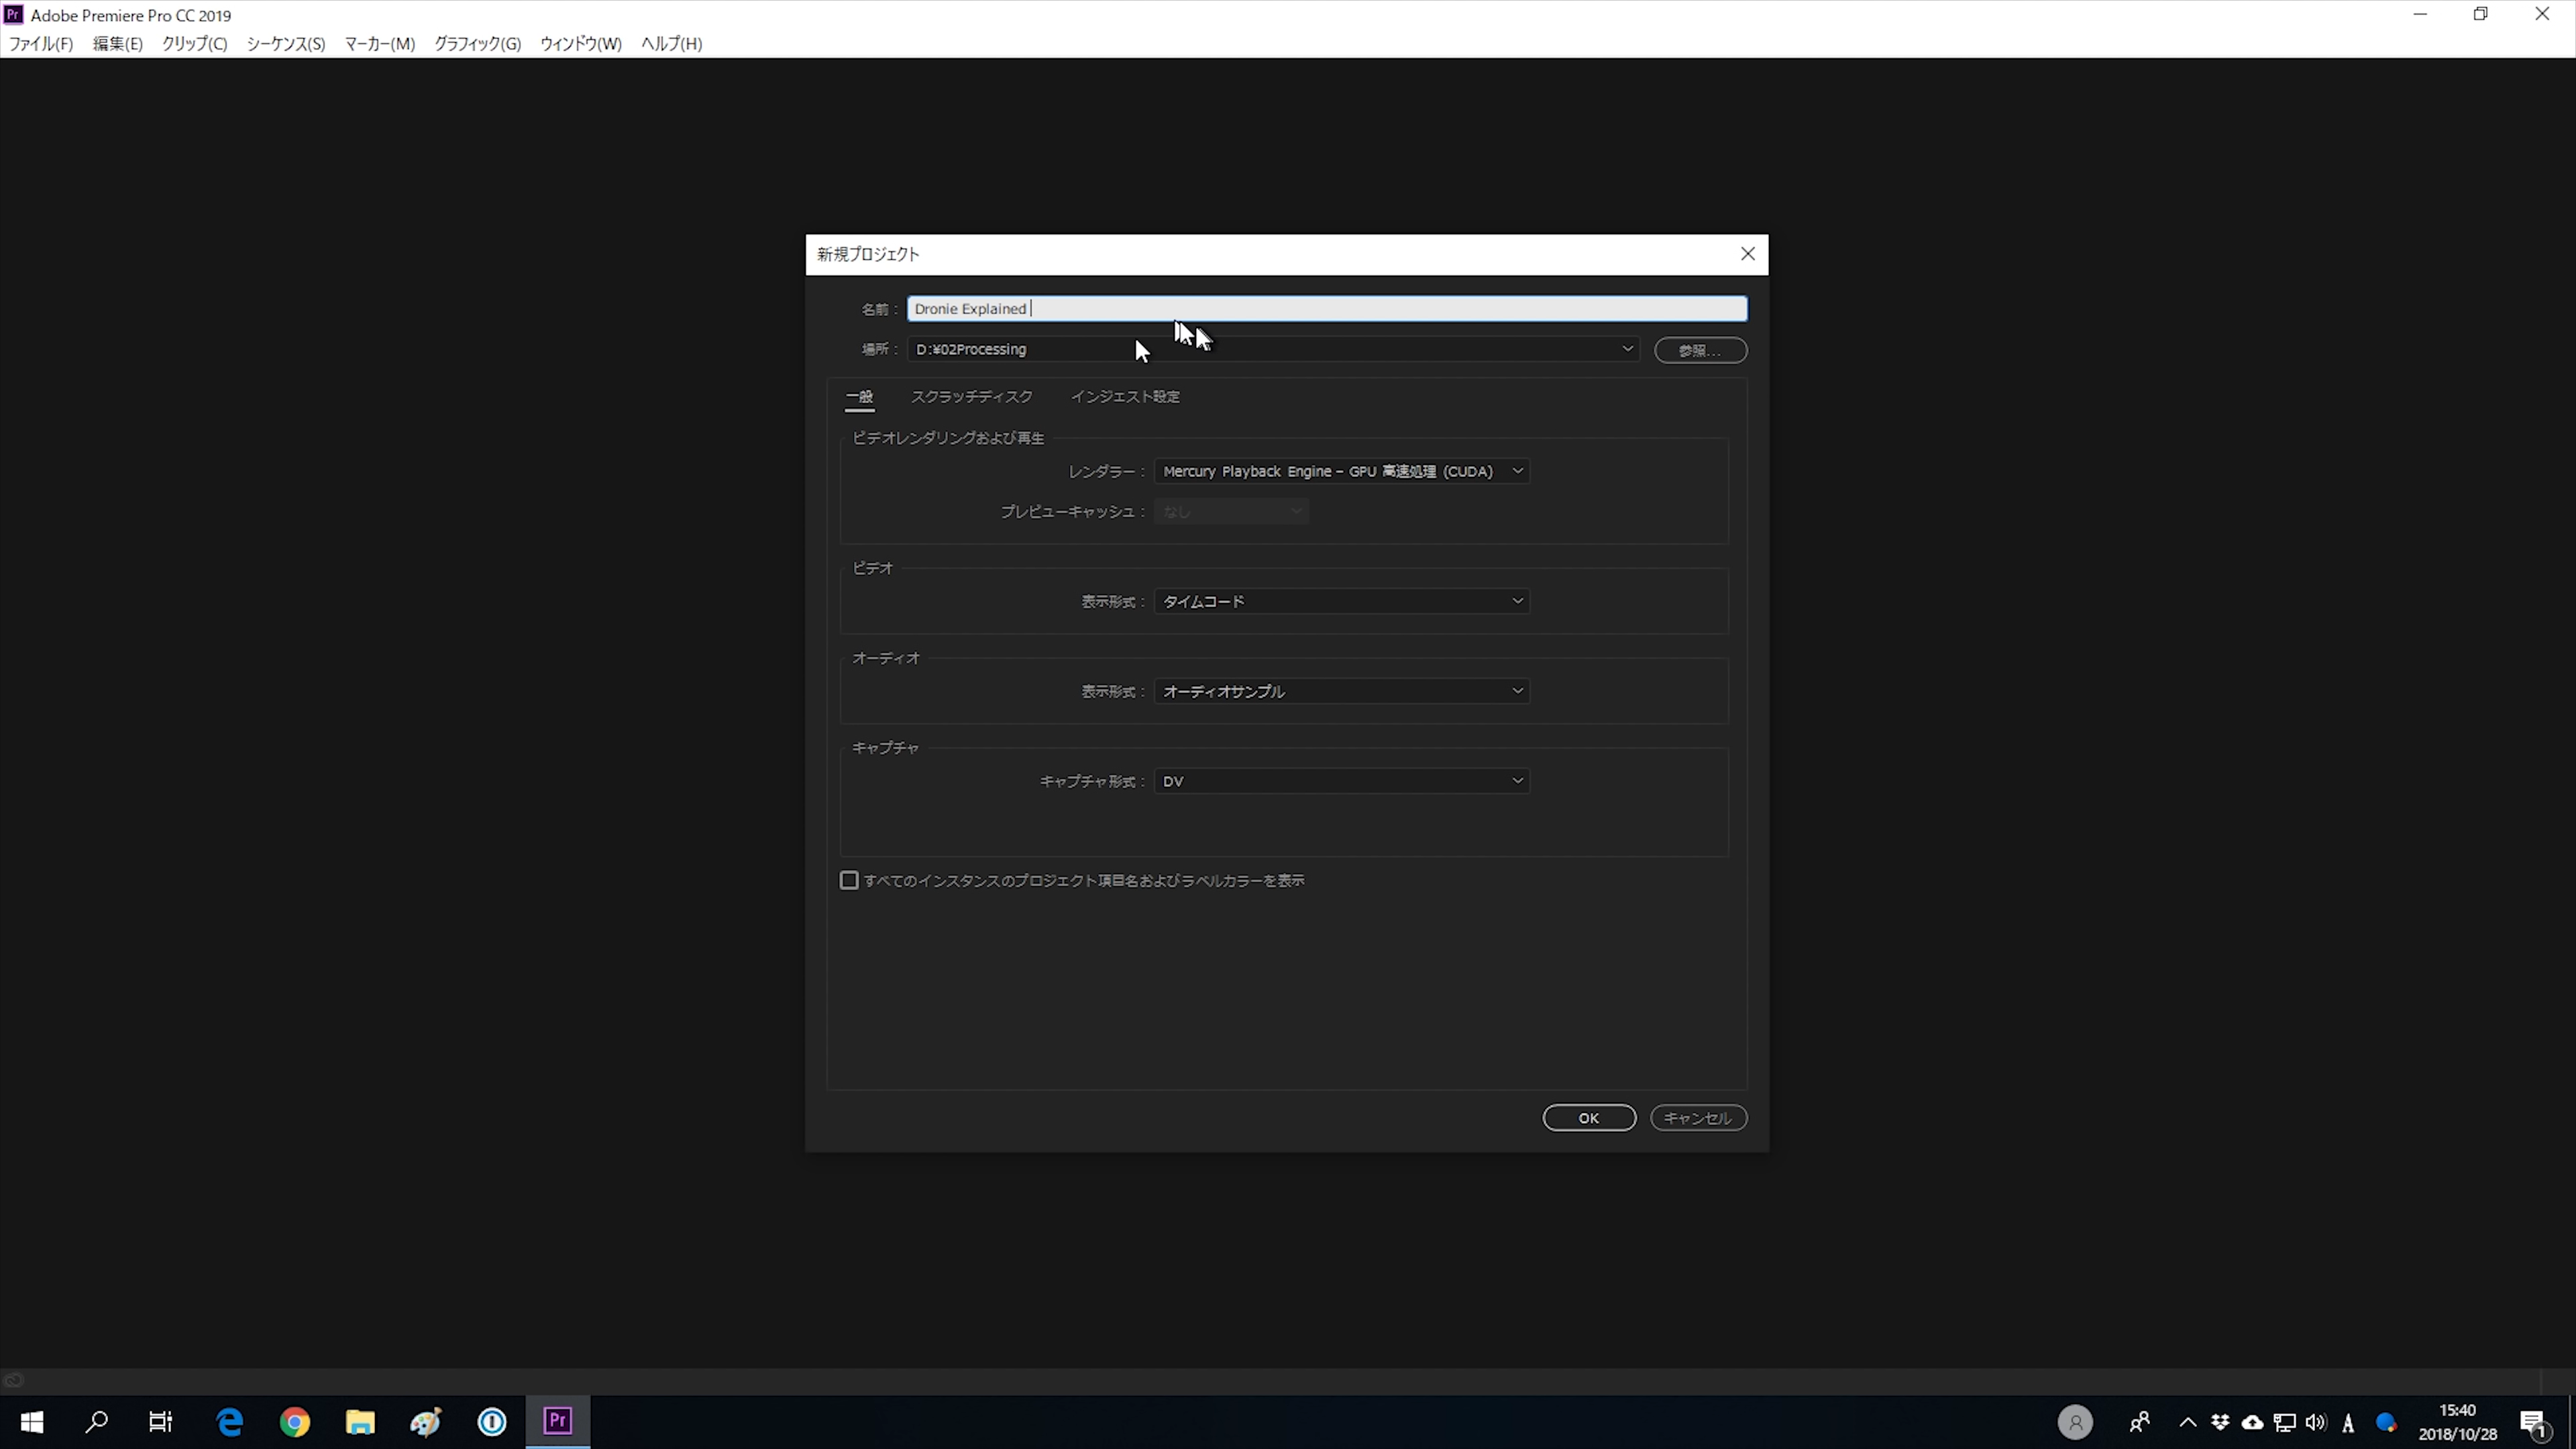 Pr Adobe Premiere Pro CC 2019
ファイル(F) 編集(E) クリップ(C) シーケンス(S) マーカー(M) グラフィック(G) ウィンドウ(W) ヘルプ(H)
新規プロジェクト
名前 : Dronie Explained
場所 : D:¥02Processing 参照...
一般 スクラッチディスク インジェスト設定
ビデオレンダリングおよび再生
レンダラー : Mercury Playback Engine - GPU 高速処理 (CUDA)
プレビューキャッシュ : なし
ビデオ
表示形式 : タイムコード
オーディオ
表示形式 : オーディオサンプル
キャプチャ
キャプチャ形式 : DV
すべてのインスタンスのプロジェクト項目名およびラベルカラーを表示
OK キャンセル
Pr
A
15:40
2018/10/28
1